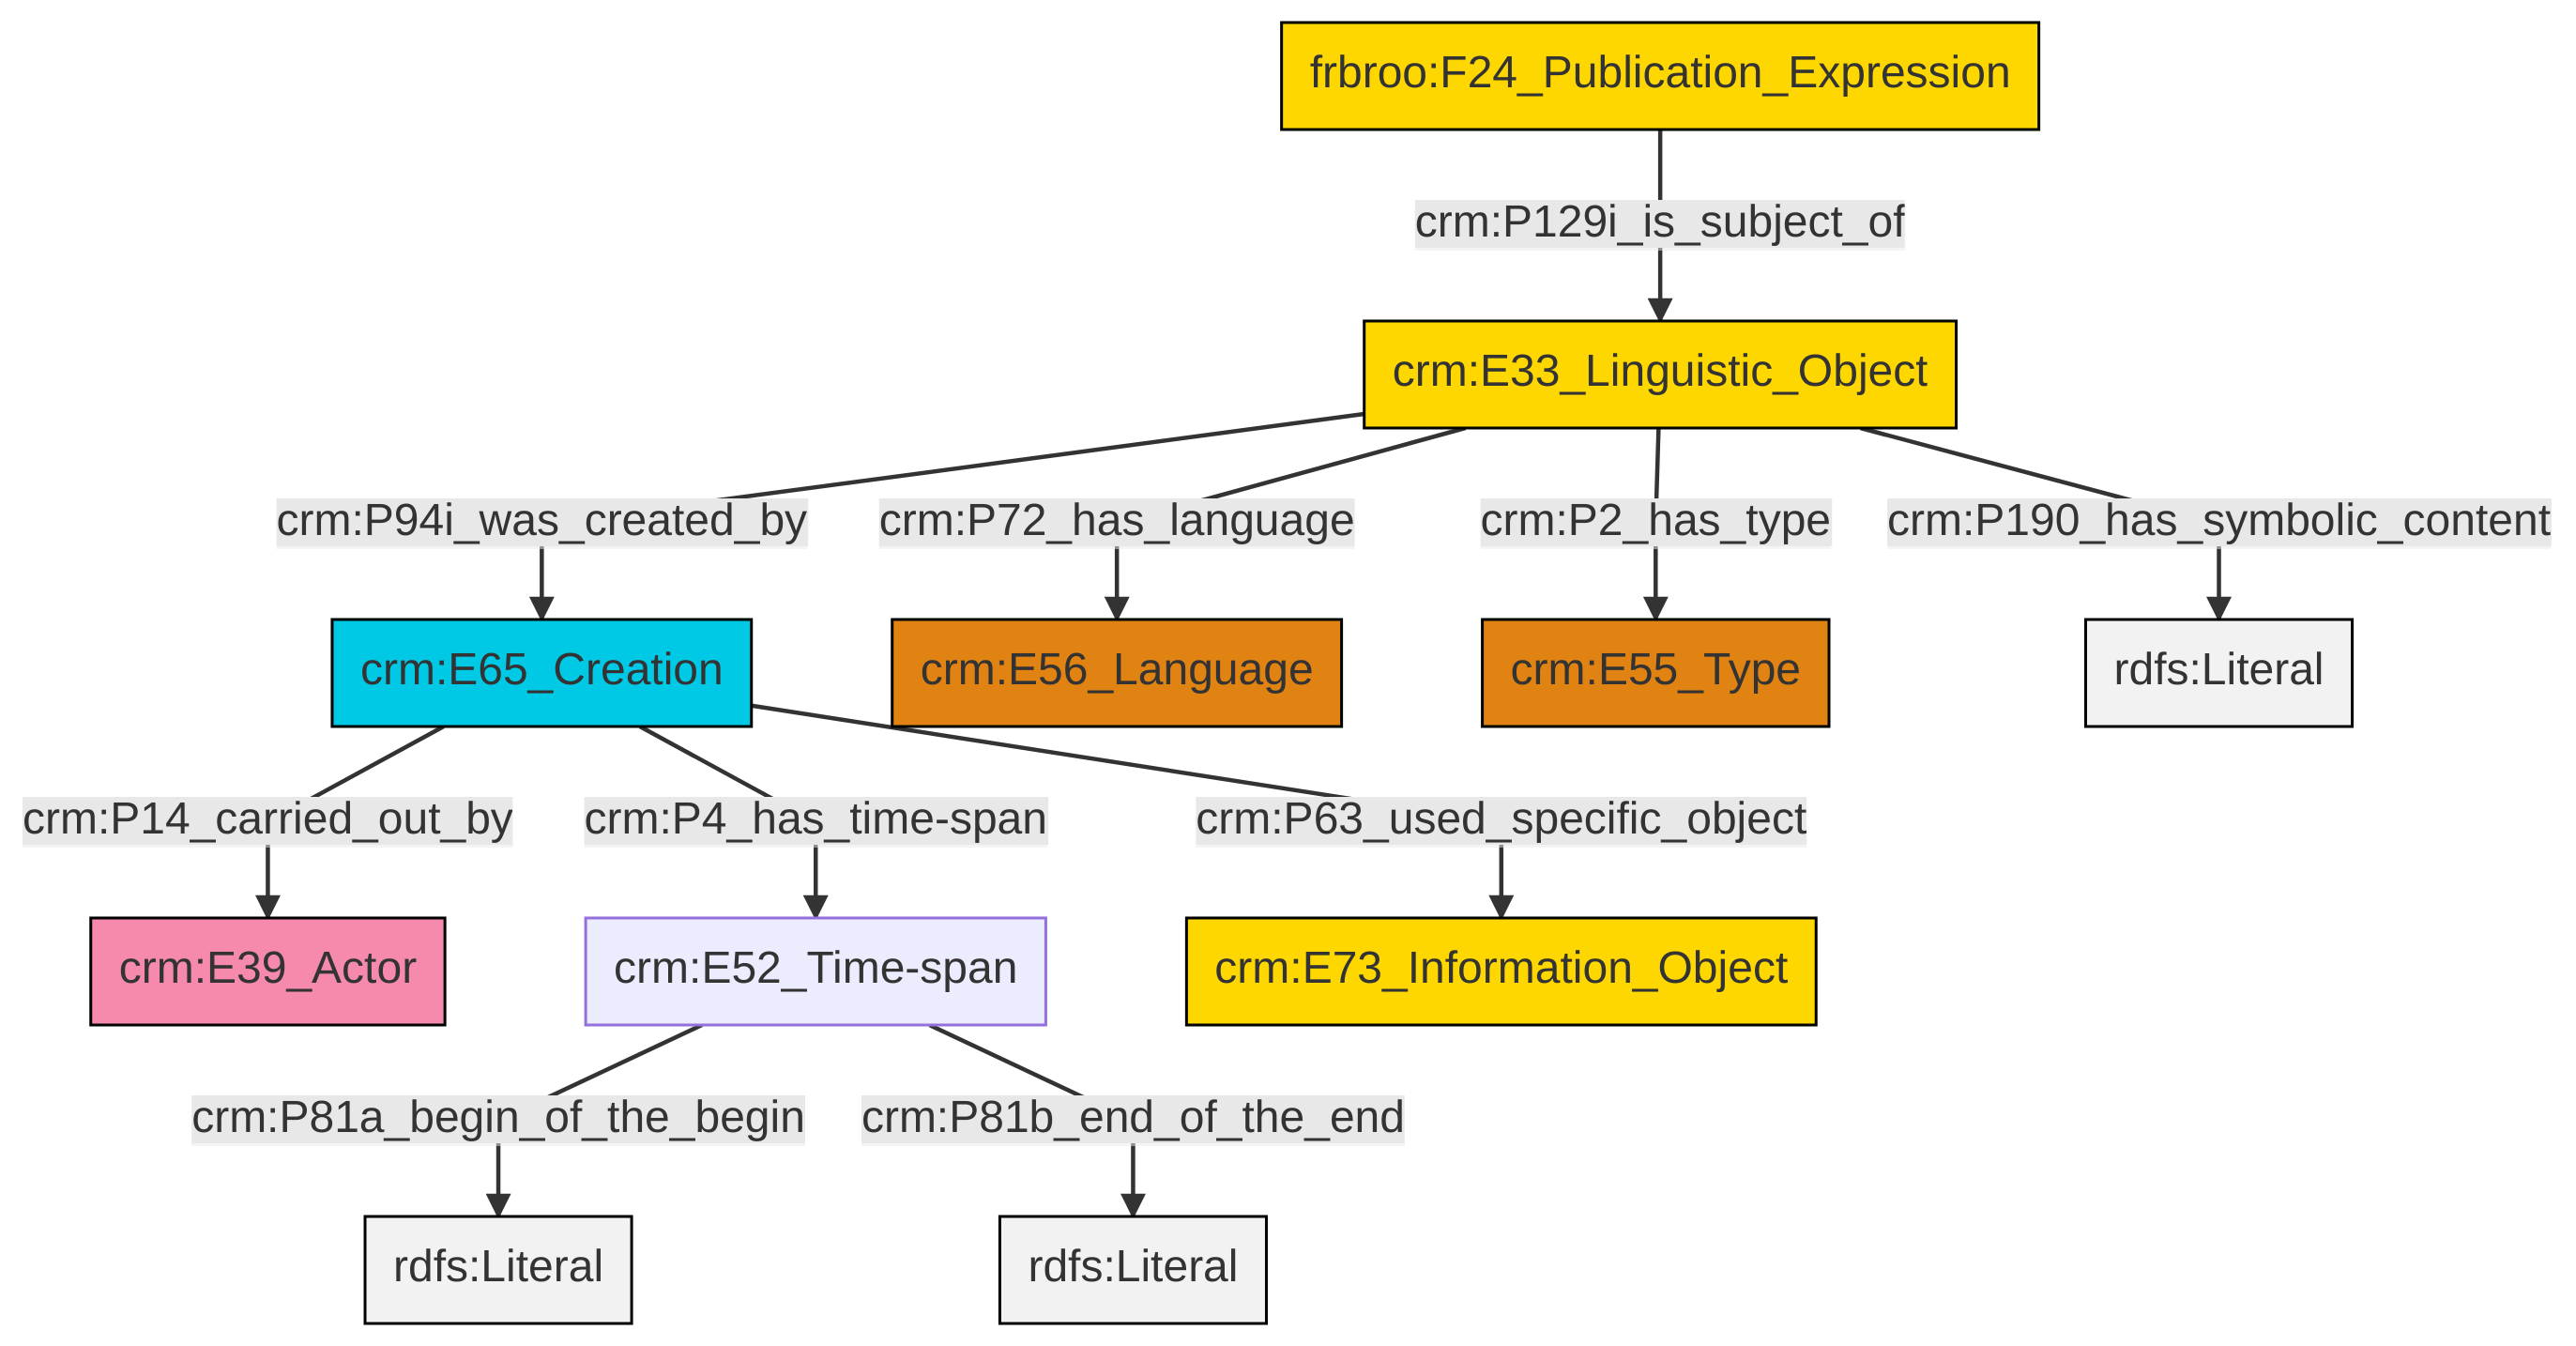 frbroo:F24_Publication_Expression
crm:P129i_is_subject_of
crm:E33_Linguistic_Object
crm:P94i_was_created_by
crm:P72_has_language
crm:P2_has_type
crm:P190_has_symbolic_content
crm:E65_Creation
crm:E56_Language
crm:E55_Type
rdfs:Literal
crm:P14_carried_out_by
crm:P4_has_time-span
crm:P63_used_specific_object
crm:E39_Actor
crm:E52_Time-span
crm:E73_Information_Object
crm:P81a_begin_of_the_begin
crm:P81b_end_of_the_end
rdfs:Literal
rdfs:Literal